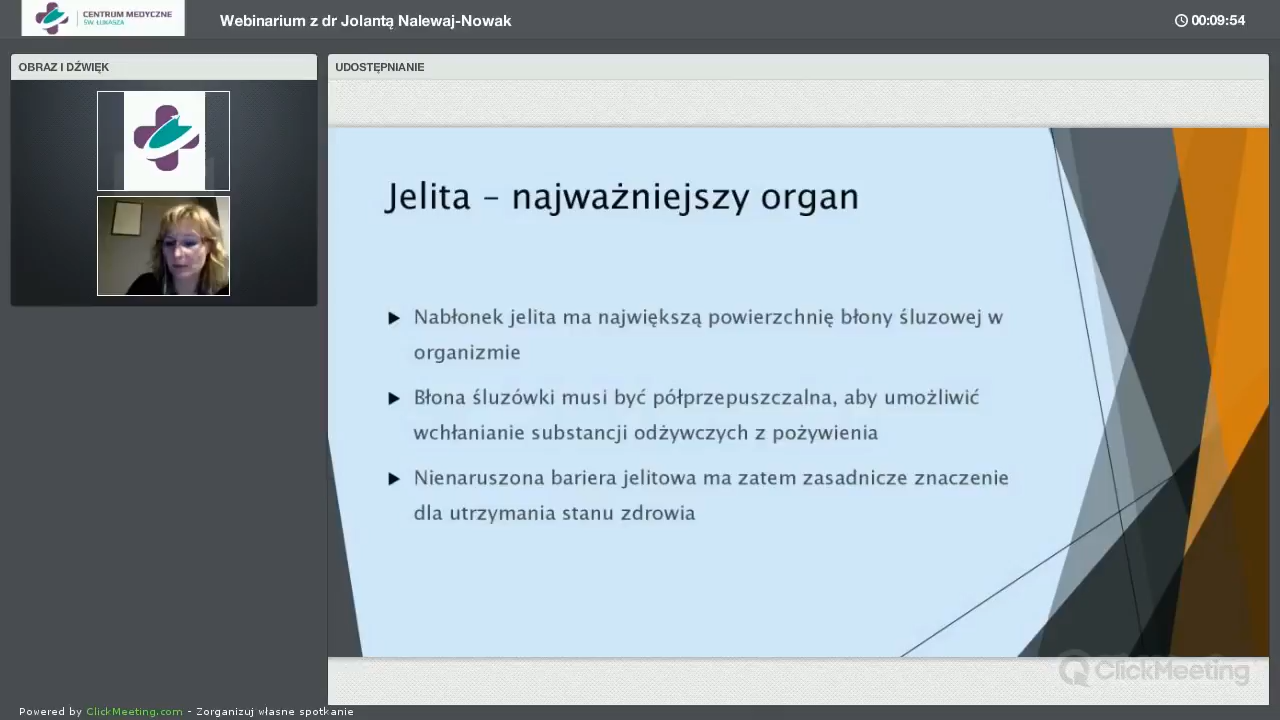 CENTRUM MEDYCZNE
ŚW. ŁUKASZA
Webinarium z dr Jolantą Nalewaj-Nowak
00:09:54
OBRAZ I DŹWIĘK
UDOSTĘPNIANIE
Jelita – najważniejszy organ
Nabłonek jelita ma największą powierzchnię błony śluzowej w
organizmie
Błona śluzówki musi być półprzepuszczalna, aby umożliwić
wchłanianie substancji odżywczych z pożywienia
Nienaruszona bariera jelitowa ma zatem zasadnicze znaczenie
dla utrzymania stanu zdrowia
ClickMeeting
Powered by ClickMeeting.com - Zorganizuj własne spotkanie